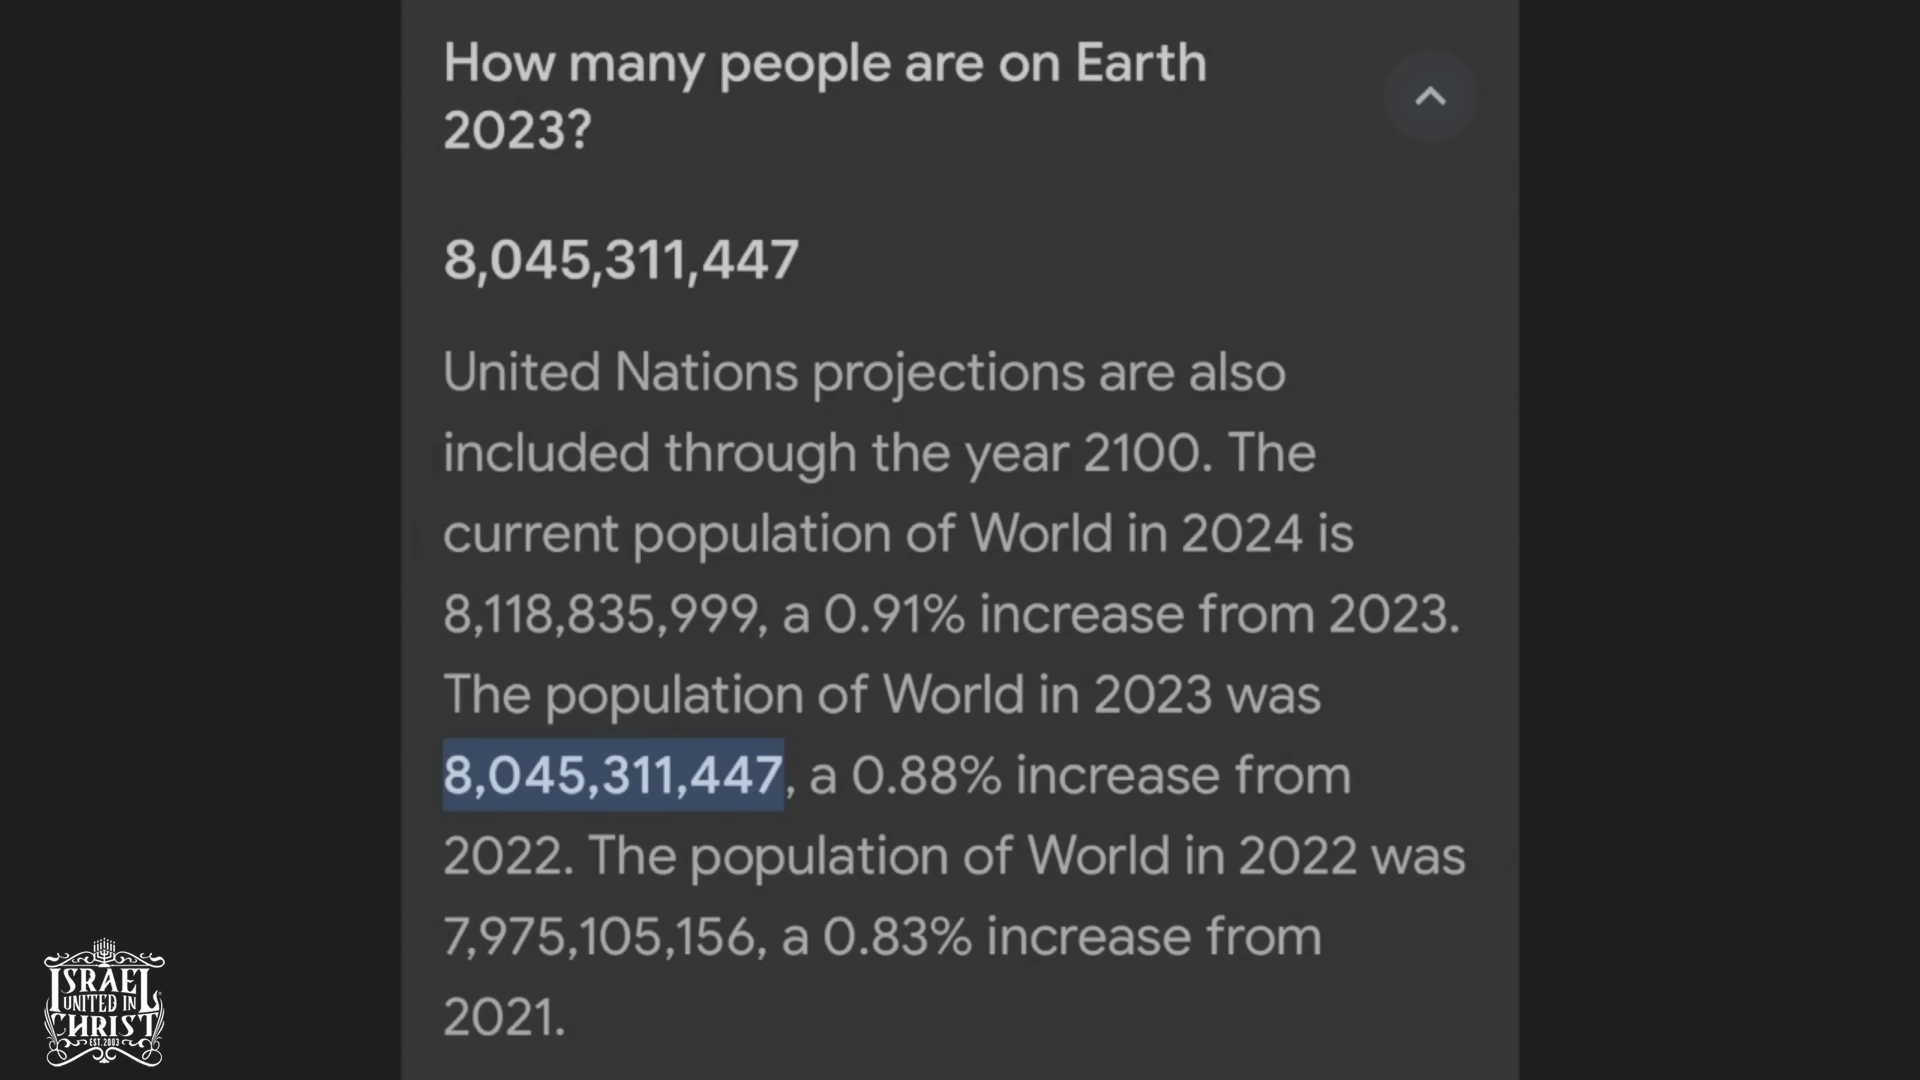 How many people are on Earth
2023?
8,045,311,447
United Nations projections are also
included through the year 2100. The
current population of World in 2024 is
8,118,835,999, a 0.91% increase from 2023.
The population of World in 2023 was
8,045,311,447, a 0.88% increase from
2022. The population of World in 2022 was
7,975,105,156, a 0.83% increase from
2021.
ISRAEL
UNITED IN
CHRIST
EST. 2003